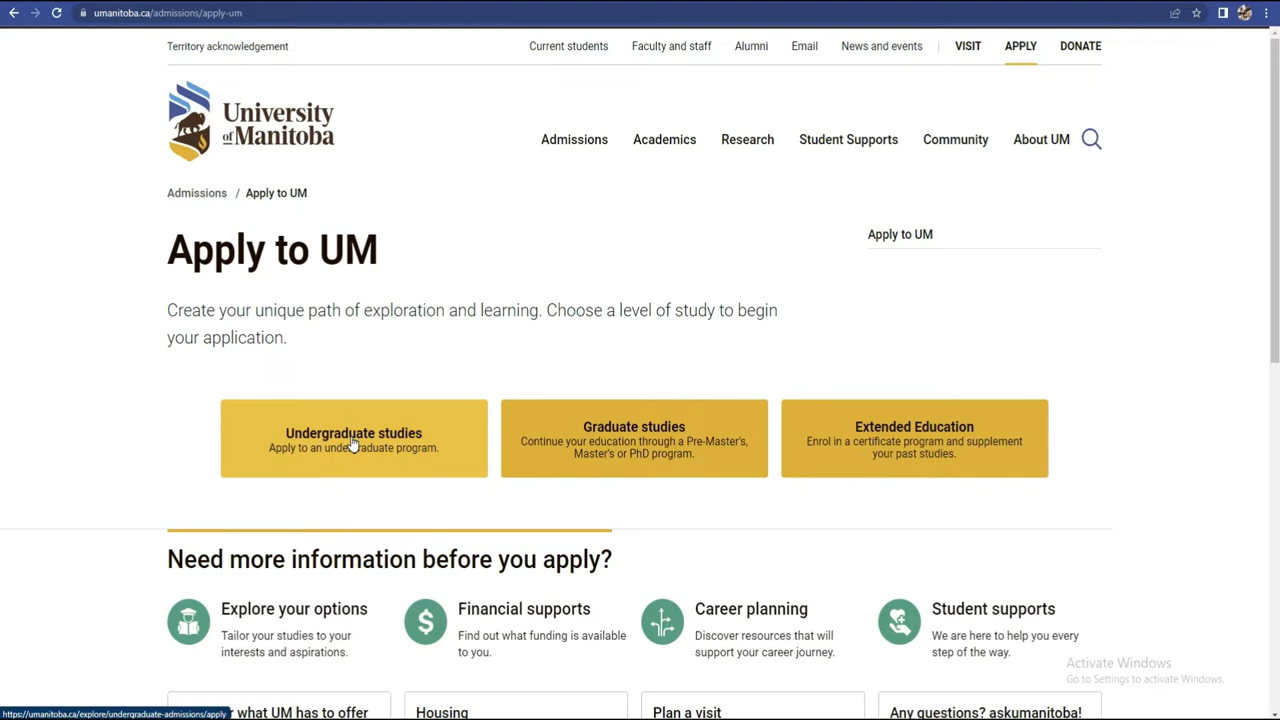 umanitoba.ca/admissions/apply-um
Territory acknowledgement
Current students
Faculty and staff
Alumni
Email
News and events
VISIT
APPLY
DONATE
University
of Manitoba
Admissions
Academics
Research
Student Supports
Community
About UM
Admissions / Apply to UM
Apply to UM
Apply to UM
Create your unique path of exploration and learning. Choose a level of study to begin
your application.
Undergraduate studies
Apply to an undergraduate program.
Graduate studies
Continue your education through a Pre-Master's,
Master's or PhD program.
Extended Education
Enrol in a certificate program and supplement
your past studies.
Need more information before you apply?
Explore your options
Tailor your studies to your
interests and aspirations.
Financial supports
Find out what funding is available
to you.
Career planning
Discover resources that will
support your career journey.
Student supports
We are here to help you every
step of the way.
Activate Windows
Go to Settings to activate Windows.
https://umanitoba.ca/explore/undergraduate-admissions/apply
what UM has to offer
Housing
Plan a visit
Any questions? askumanitoba!